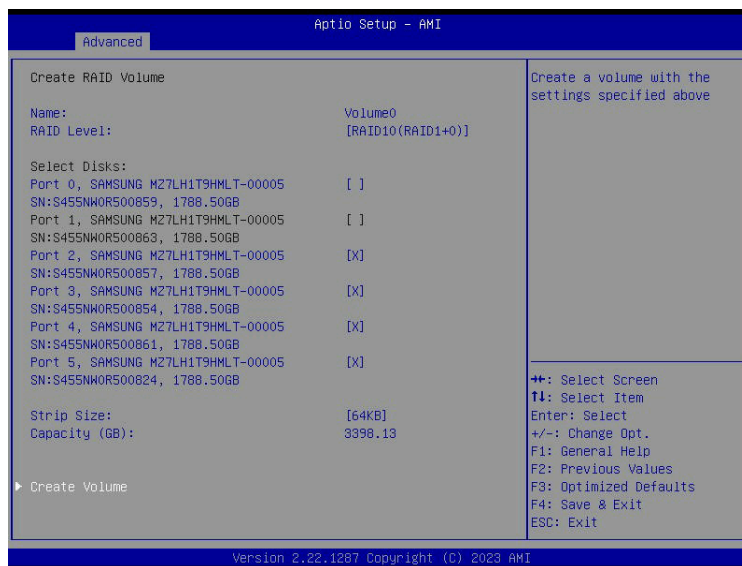 Aptio Setup - AMI
Advanced
Create RAID Volume
Name: Volume0
RAID Level: [RAID10(RAID1+0)]
Select Disks:
Port 0, SAMSUNG MZ7LH1T9HMLT-00005 [ ]
SN:S455NW0R500859, 1788.50GB
Port 1, SAMSUNG MZ7LH1T9HMLT-00005 [ ]
SN:S455NW0R500863, 1788.50GB
Port 2, SAMSUNG MZ7LH1T9HMLT-00005 [X]
SN:S455NW0R500857, 1788.50GB
Port 3, SAMSUNG MZ7LH1T9HMLT-00005 [X]
SN:S455NW0R500854, 1788.50GB
Port 4, SAMSUNG MZ7LH1T9HMLT-00005 [X]
SN:S455NW0R500861, 1788.50GB
Port 5, SAMSUNG MZ7LH1T9HMLT-00005 [X]
SN:S455NW0R500824, 1788.50GB
Strip Size: [64KB]
Capacity (GB): 3398.13
Create Volume
Create a volume with the
settings specified above
→←: Select Screen
↑↓: Select Item
Enter: Select
+/-: Change Opt.
F1: General Help
F2: Previous Values
F3: Optimized Defaults
F4: Save & Exit
ESC: Exit
Version 2.22.1287 Copyright (C) 2023 AMI